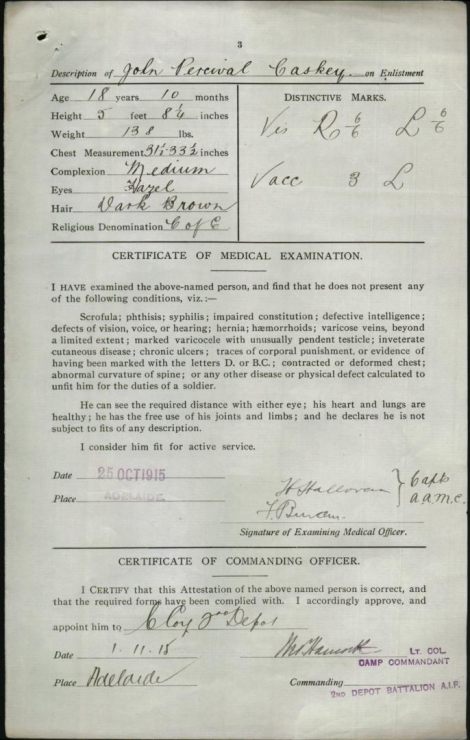 3
Description of John Percival Caskey. on Enlistment
Age 18 years 10 months
Height 5 feet 8¼ inches
Weight 138 lbs.
Chest Measurement 31½-33½ inches
Complexion Medium
Eyes Hazel
Hair Dark Brown
Religious Denomination C of E
DISTINCTIVE MARKS.
Vis R 6/6 L 6/6
Vacc 3 L
CERTIFICATE OF MEDICAL EXAMINATION.
I HAVE examined the above-named person, and find that he does not present any
of the following conditions, viz.:—
Scrofula; phthisis; syphilis; impaired constitution; defective intelligence;
defects of vision, voice, or hearing; hernia; hæmorrhoids; varicose veins, beyond
a limited extent; marked varicocele with unusually pendent testicle; inveterate
cutaneous disease; chronic ulcers; traces of corporal punishment, or evidence of
having been marked with the letters D. or B.C.; contracted or deformed chest;
abnormal curvature of spine; or any other disease or physical defect calculated to
unfit him for the duties of a soldier.
He can see the required distance with either eye; his heart and lungs are
healthy; he has the free use of his joints and limbs; and he declares he is not
subject to fits of any description.
I consider him fit for active service.
Date 25 OCT 1915
Place ADELAIDE
H Halloran
Capts
A.A.M.C.
Signature of Examining Medical Officer.
CERTIFICATE OF COMMANDING OFFICER.
I CERTIFY that this Attestation of the above named person is correct, and
that the required forms have been complied with. I accordingly approve, and
appoint him to C Coy 2nd Depot
Date 1.11.15
LT. COL.
CAMP COMMANDANT
Place Adelaide
Commanding
2ND DEPOT BATTALION A.I.F.